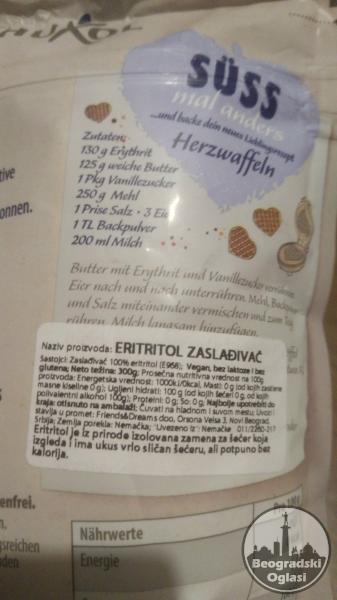 SÜSS
mal anders
...und backe dein neues Lieblingsrezept
Herzwaffeln
Zutaten:
130 g Erythrit
125 g weiche Butter
1 Pkg Vanillezucker
250 g Mehl
1 Prise Salz · 3 Eier
1 TL Backpulver
200 ml Milch
Butter mit Erythrit und Vanillezucker
Eier nach und nach unterrühren. Mehl,
und Salz miteinander vermischen und zum Teig
rühren. Milch langsam hinzufügen.
onnen.
Naziv proizvoda: ERITRITOL ZASLAĐIVAČ
Sastojci: Zaslađivač 100% eritritol (E968); Vegan, bez laktoze i bez
glutena; Neto težina: 300g; Prosečna nutritivna vrednost na 100g
proizvoda: Energetska vrednost: 0 Masti: 0 g (od kojih zasićene
masne kiseline 0 g); Ugljeni hidrati: 100 g (od kojih šećeri 0 g, od kojih
polivalentni alkohol 100g); Proteini: 0 g; So: 0 g; Najbolje upotrebiti do
kraja: otisnuto na ambalaži; Čuvati na hladnom i suvom mestu; Uvozi i
stavlja u promet: Friends&Dreams doo, Orsona Velsa 3, Novi Beograd,
Srbija; Zemlja porekla: Nemačka; "Uvezeno iz": Nemačke
Eritritol je iz prirode izolovana zamena za šećer koja
izgleda i ima ukus vrlo sličan šećeru, ali potpuno bez
kalorija.
enfrei.
Nährwerte
Energie
Beogradski
Oglasi